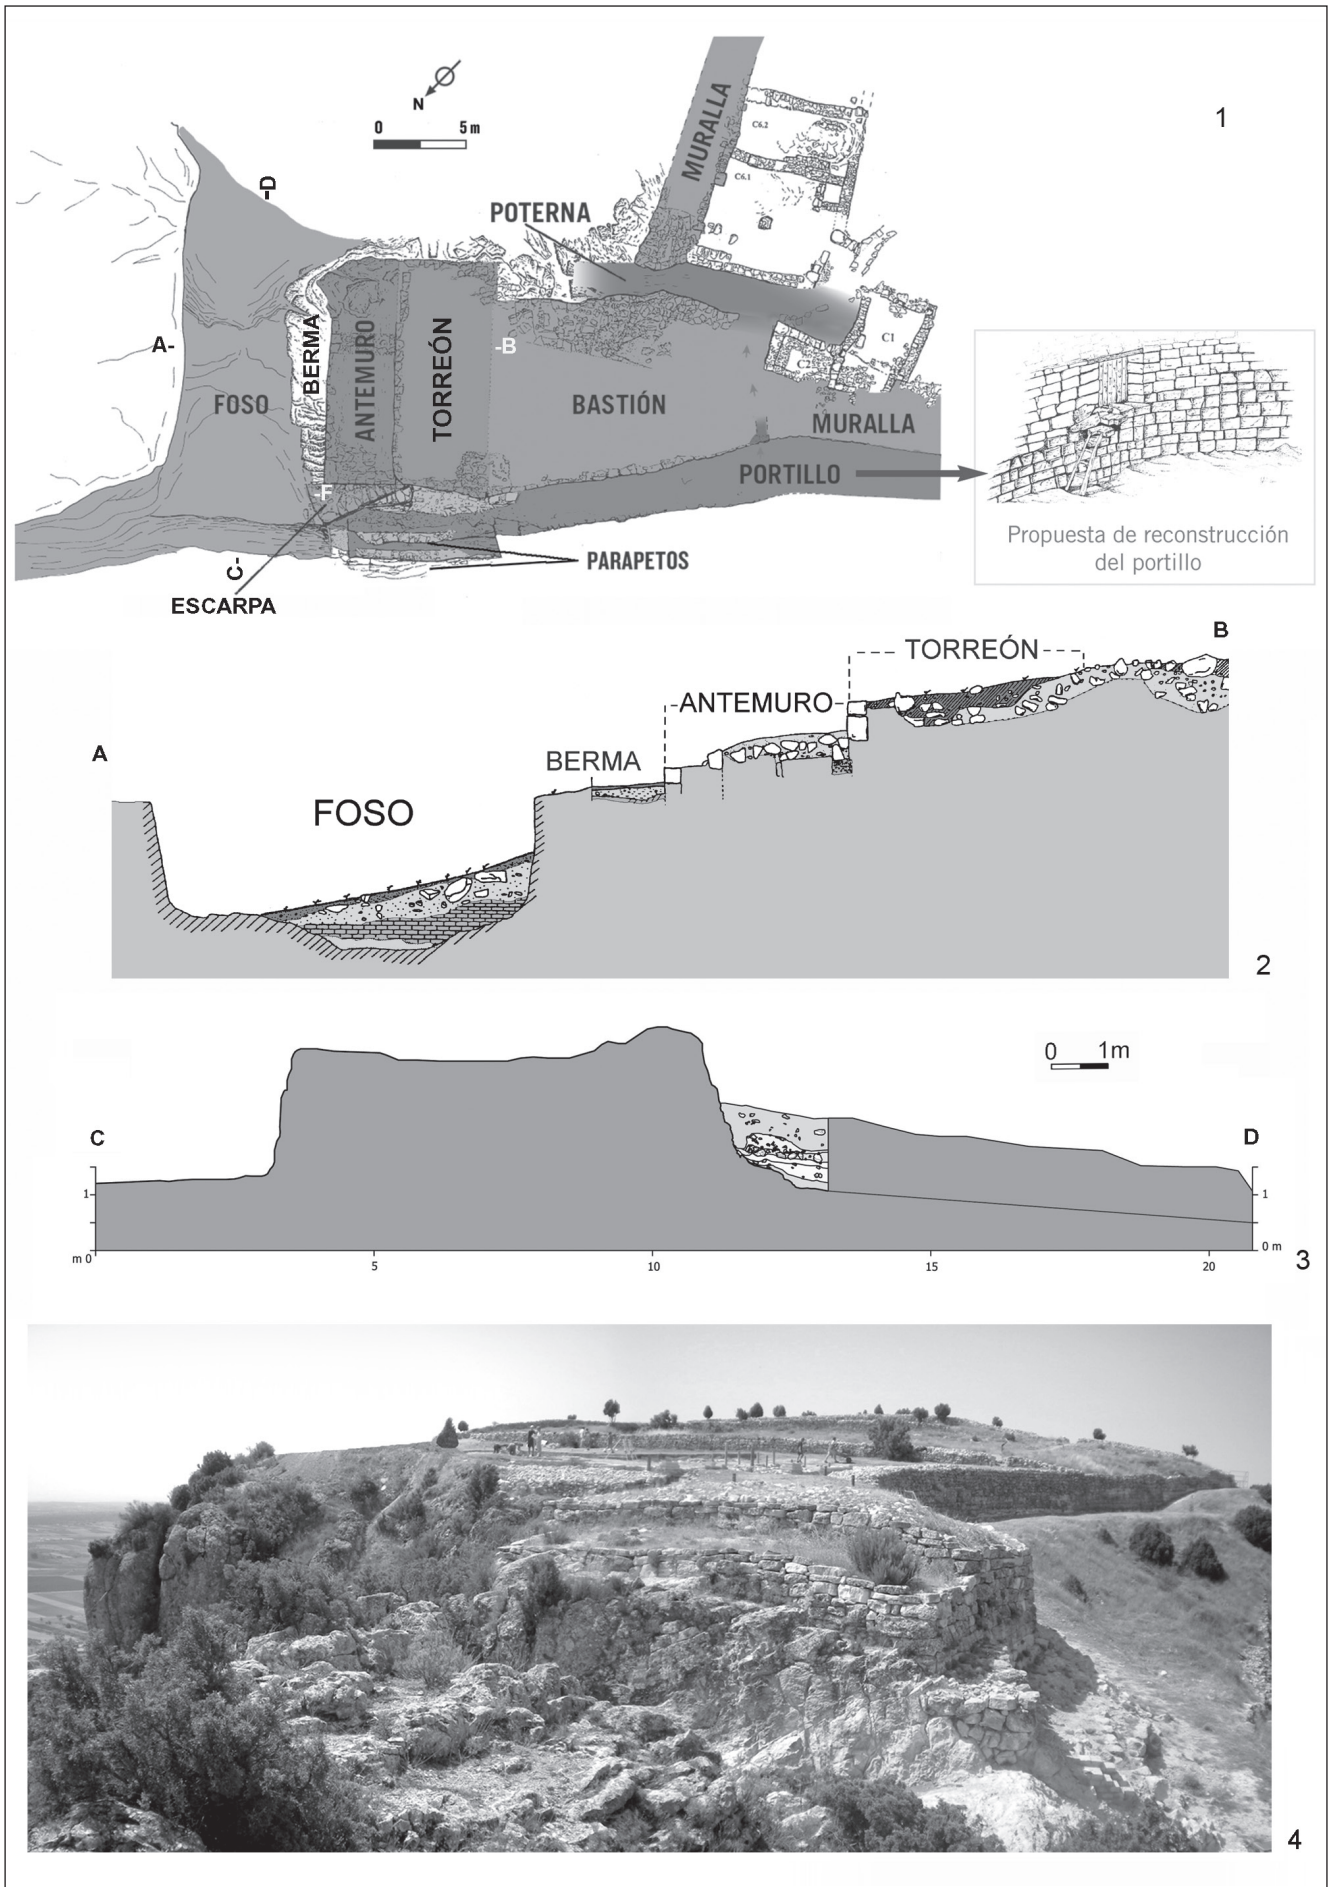 1
N
0 5 m
MURALLA
C6.2
C6.1
-D
POTERNA
A-
BERMA
ANTEMURO
TORREÓN
-B
C1
C2
FOSO
BASTIÓN
MURALLA
PORTILLO
-F
PARAPETOS
C-
ESCARPA
Propuesta de reconstrucción
del portillo
B
TORREÓN
ANTEMURO
A
BERMA
FOSO
2
0 1m
C
D
1
1
m 0
0 m
5
10
15
20
3
4